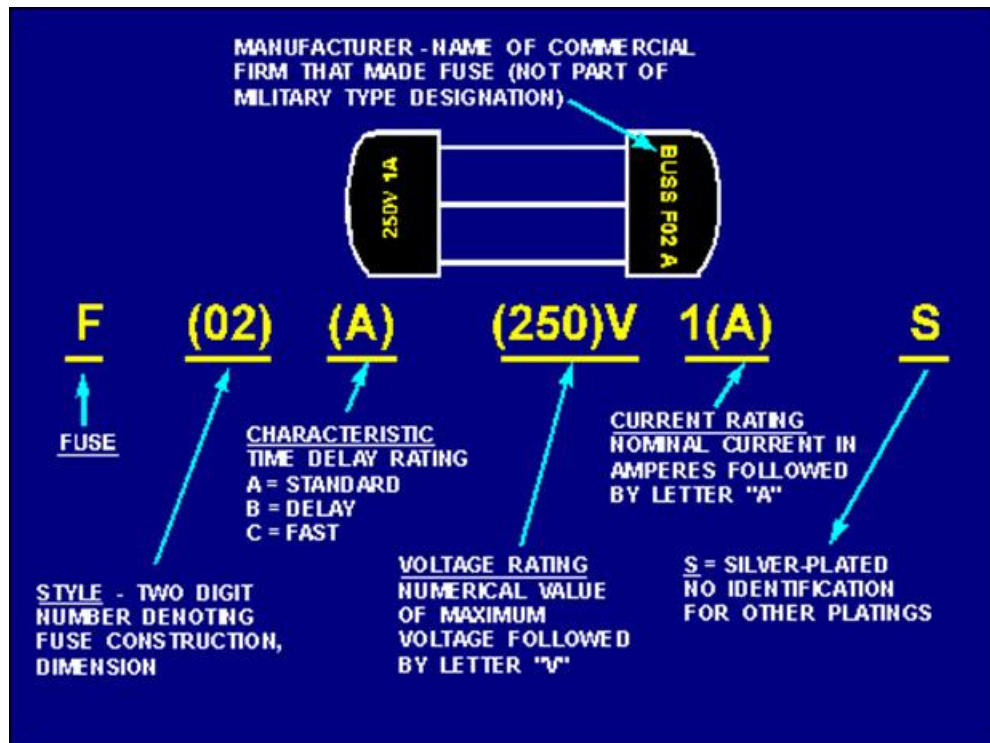 MANUFACTURER - NAME OF COMMERCIAL
FIRM THAT MADE FUSE (NOT PART OF
MILITARY TYPE DESIGNATION)
250V 1A
BUSS F02 A
F (02) (A) (250)V 1(A) S
FUSE
CHARACTERISTIC
TIME DELAY RATING
A = STANDARD
B = DELAY
C = FAST
CURRENT RATING
NOMINAL CURRENT IN
AMPERES FOLLOWED
BY LETTER "A"
STYLE - TWO DIGIT
NUMBER DENOTING
FUSE CONSTRUCTION,
DIMENSION
VOLTAGE RATING
NUMERICAL VALUE
OF MAXIMUM
VOLTAGE FOLLOWED
BY LETTER "V"
S = SILVER-PLATED
NO IDENTIFICATION
FOR OTHER PLATINGS